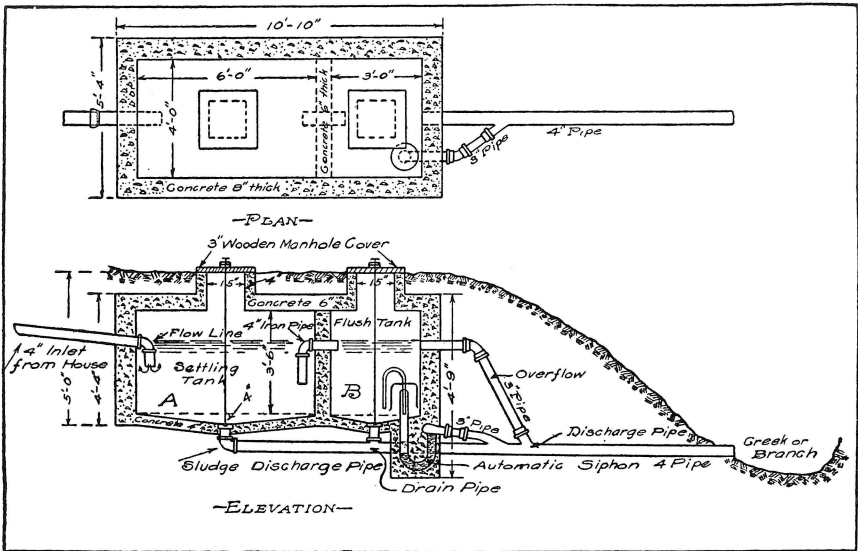 10'-10"
6'-0"
3'-0"
5'-4"
4'-0"
Concrete 6" thick
4" Pipe
3" Pipe
Concrete 8" thick
-PLAN-
3" Wooden Manhole Cover
15"
4"
15"
Concrete 6"
4" Inlet
from House
Flow Line
4" Iron Pipe
Flush Tank
Settling
Tank
3'-6"
5'-0"
4'-4"
4'-9"
A
B
4"
Overflow
3" Pipe
3" Pipe
Discharge Pipe
Concrete 4"
Creek or
Branch
Sludge Discharge Pipe
Automatic Siphon 4 Pipe
Drain Pipe
-ELEVATION-